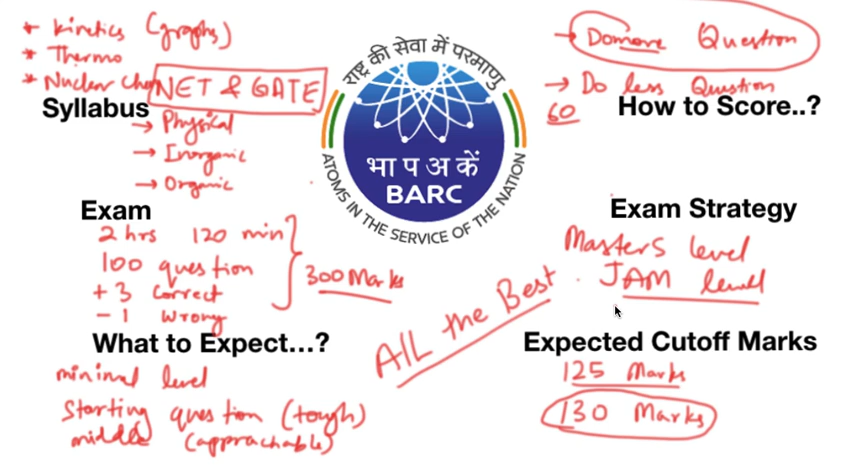 * kinetics (graphs)
* Thermo
* Nuclear Chem
NET & GATE
Syllabus
→ Physical
→ Inorganic
→ Organic
Exam
2 hrs 120 min
100 question
+ 3 correct
- 1 wrong
300 Marks
What to Expect...?
minimal level
Starting question (tough)
middle (apprachable)
राष्ट्र की सेवा में परमाणु
भा प अ कें
BARC
ATOMS IN THE SERVICE OF THE NATION
All the Best
→ Do more Question
→ Do less Question
60
How to Score..?
Exam Strategy
Masters level
JAM level
Expected Cutoff Marks
125 Marks
130 Marks